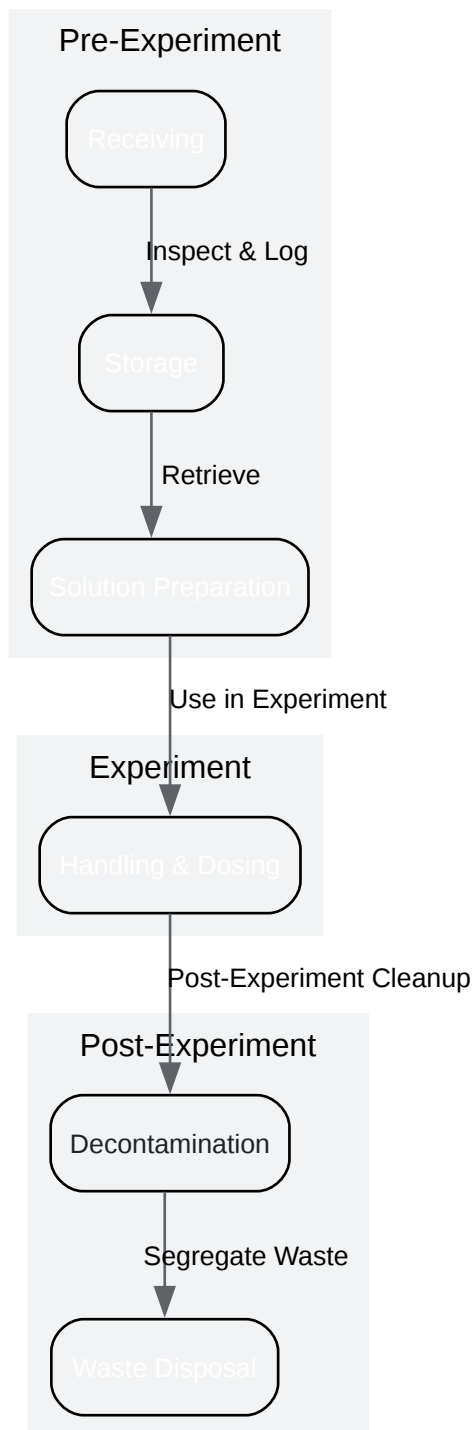 Pre-Experiment
Receiving
Inspect & Log
Storage
Retrieve
Solution Preparation
Use in Experiment
Experiment
Handling & Dosing
Post-Experiment Cleanup
Post-Experiment
Decontamination
Segregate Waste
Waste Disposal